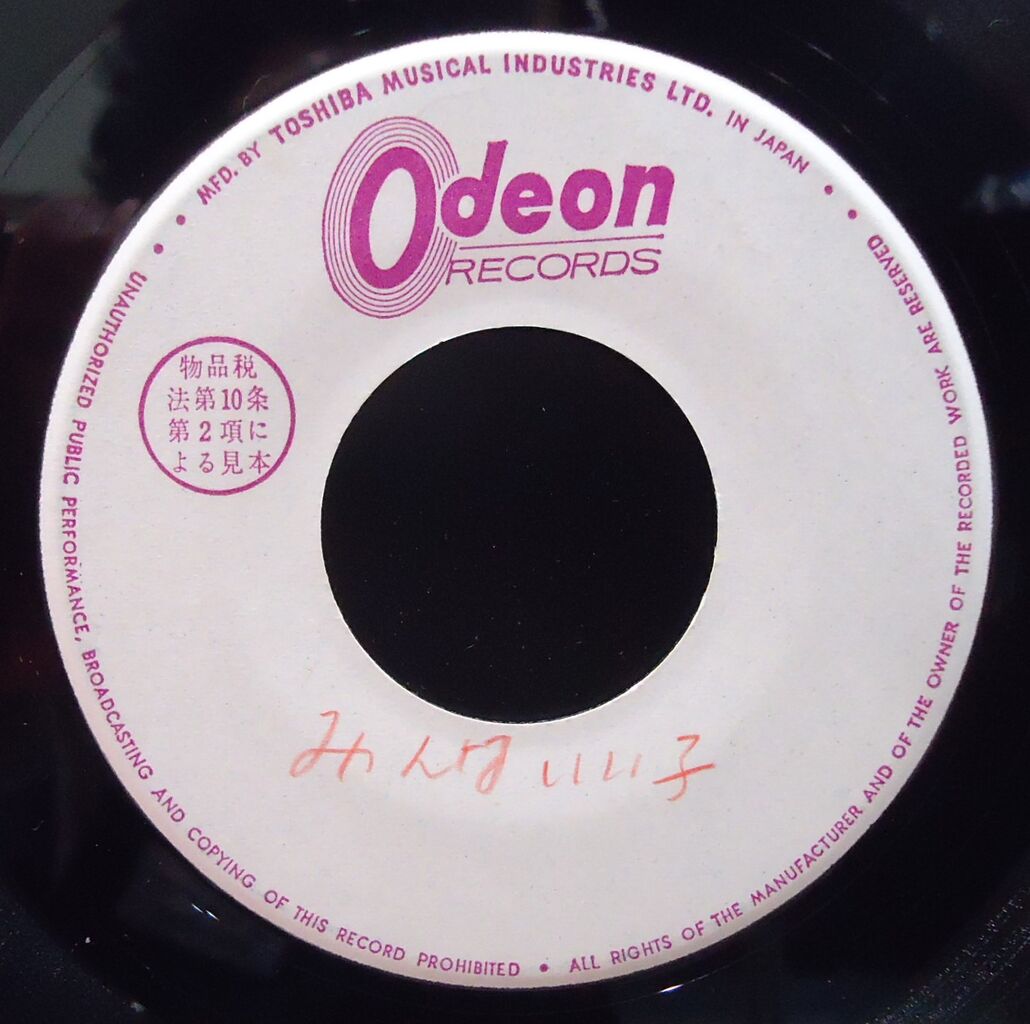 MFD. BY TOSHIBA MUSICAL INDUSTRIES LTD. IN JAPAN
Odeon
RECORDS
物品税
法第10条
第2項に
よる見本
みんないい子
UNAUTHORIZED PUBLIC PERFORMANCE, BROADCASTING AND COPYING OF THIS RECORD PROHIBITED • ALL RIGHTS OF THE MANUFACTURER AND OF THE OWNER OF THE RECORDED WORK ARE RESERVED